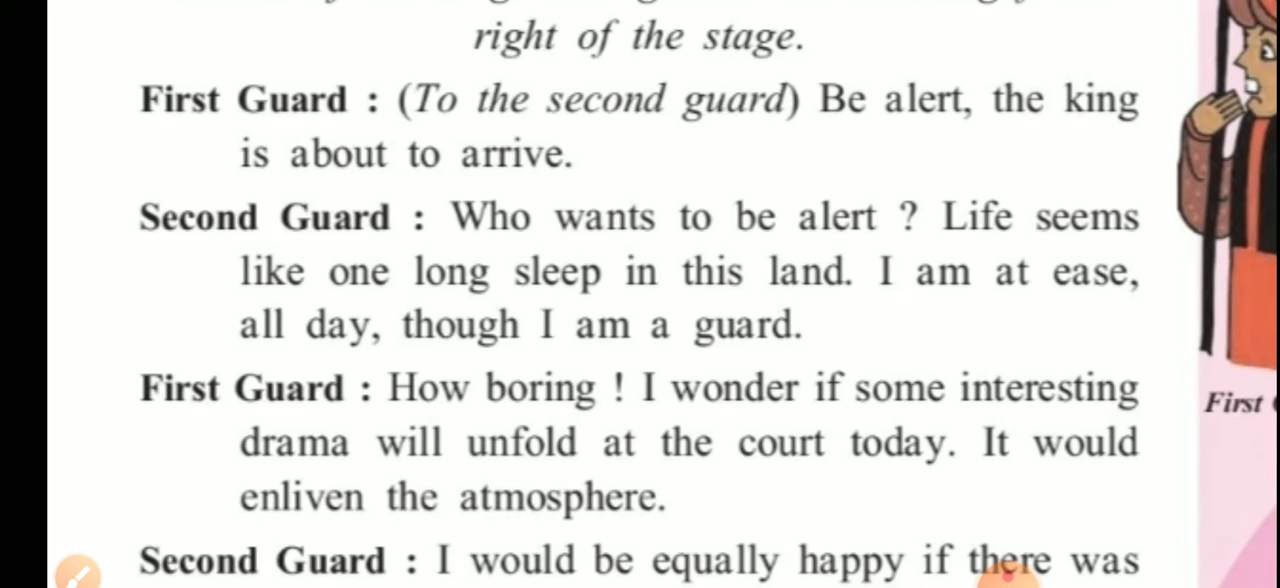 right of the stage.
First Guard : (To the second guard) Be alert, the king
is about to arrive.
Second Guard : Who wants to be alert ? Life seems
like one long sleep in this land. I am at ease,
all day, though I am a guard.
First Guard : How boring ! I wonder if some interesting
drama will unfold at the court today. It would
enliven the atmosphere.
First
Second Guard : I would be equally happy if there was